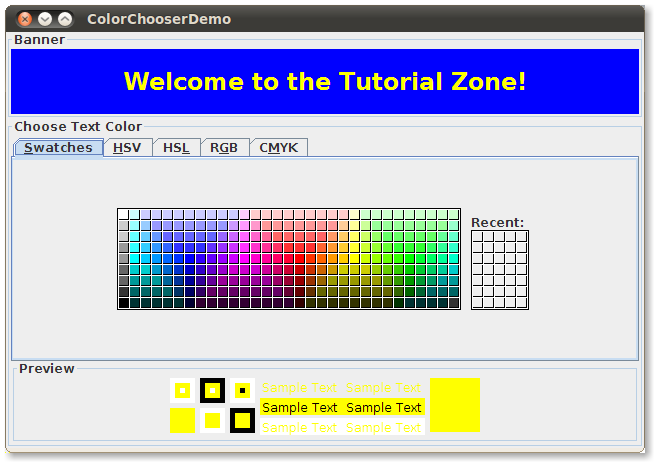 ColorChooserDemo
Banner
Welcome to the Tutorial Zone!
Choose Text Color
Swatches HSV HSL RGB CMYK
Recent:
Preview
Sample Text Sample Text
Sample Text Sample Text
Sample Text Sample Text